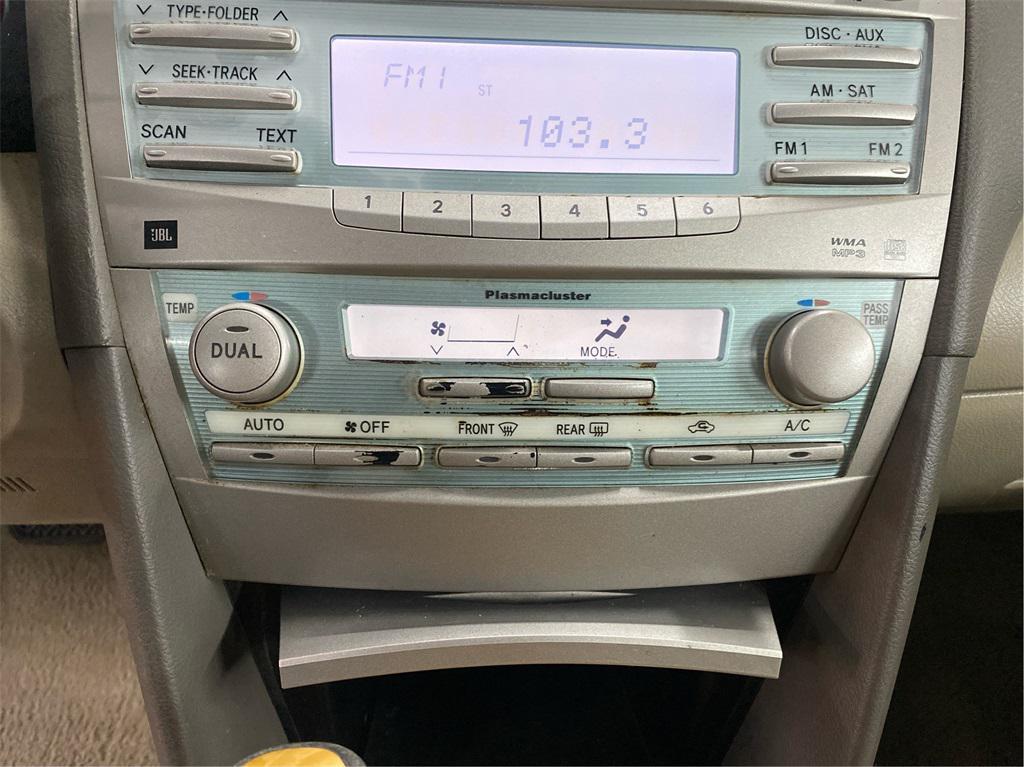 TYPE·FOLDER
SEEK·TRACK
SCAN TEXT
FM1
ST
103.3
DISC · AUX
AM · SAT
FM1 FM2
1 2 3 4 5 6
JBL
WMA
MP3
Plasmacluster
TEMP
DUAL
MODE
PASS
TEMP
AUTO OFF FRONT REAR A/C